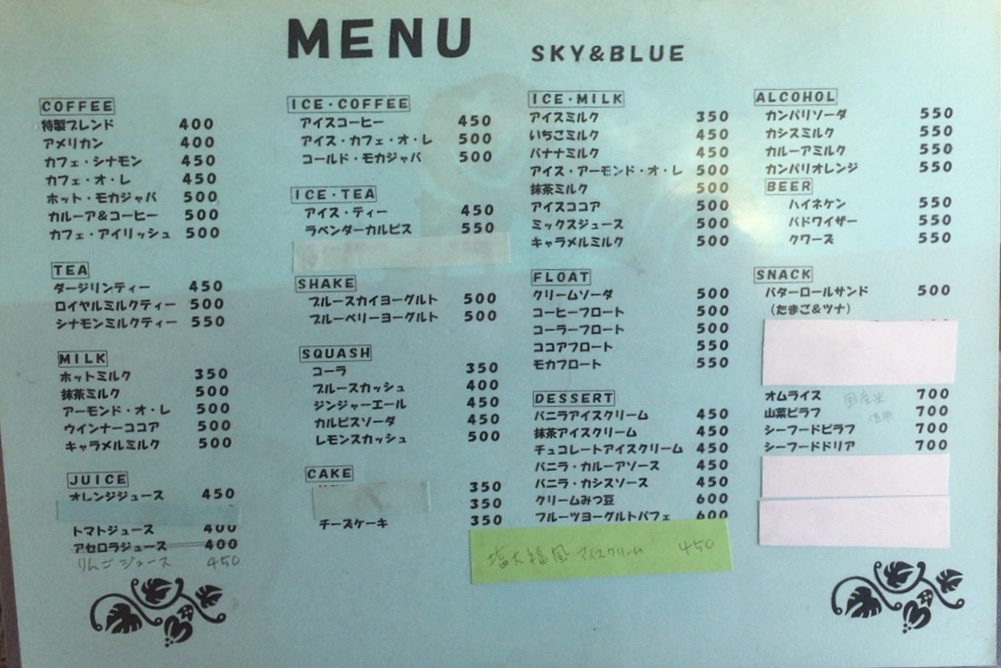 MENU
SKY&BLUE
COFFEE
特製ブレンド 400
アメリカン 400
カフェ・シナモン 450
カフェ・オ・レ 450
ホット・モカジャバ 500
カルーア&コーヒー 500
カフェ・アイリッシュ 500
TEA
ダージリンティー 450
ロイヤルミルクティー 500
シナモンミルクティー 550
MILK
ホットミルク 350
抹茶ミルク 500
アーモンド・オ・レ 500
ウインナーココア 500
キャラメルミルク 500
JUICE
オレンジジュース 450
トマトジュース 400
アセロラジュース 400
りんごジュース 450
ICE・COFFEE
アイスコーヒー 450
アイス・カフェ・オ・レ 500
コールド・モカジャバ 500
ICE・TEA
アイス・ティー 450
ラベンダーカルピス 550
SHAKE
ブルースカイヨーグルト 500
ブルーベリーヨーグルト 500
SQUASH
コーラ 350
ブルースカッシュ 400
ジンジャーエール 450
カルピスソーダ 450
レモンスカッシュ 500
CAKE
350
350
チーズケーキ 350
ICE・MILK
アイスミルク 350
いちごミルク 450
バナナミルク 450
アイス・アーモンド・オ・レ 500
抹茶ミルク 500
アイスココア 500
ミックスジュース 500
キャラメルミルク 500
FLOAT
クリームソーダ 500
コーヒーフロート 500
コーラーフロート 500
ココアフロート 550
モカフロート 550
DESSERT
バニラアイスクリーム 450
抹茶アイスクリーム 450
チュコレートアイスクリーム 450
バニラ・カルーアソース 450
バニラ・カシスソース 450
クリームみつ豆 600
フルーツヨーグルトパフェ 600
塩大福風アイスクリーム 450
ALCOHOL
カンパリソーダ 550
カシスミルク 550
カルーアミルク 550
カンパリオレンジ 550
BEER
ハイネケン 550
バドワイザー 550
クワーズ 550
SNACK
バターロールサンド 500
(たまご&ツナ)
オムライス 700
山菜ピラフ 700
シーフードピラフ 700
シーフードドリア 700